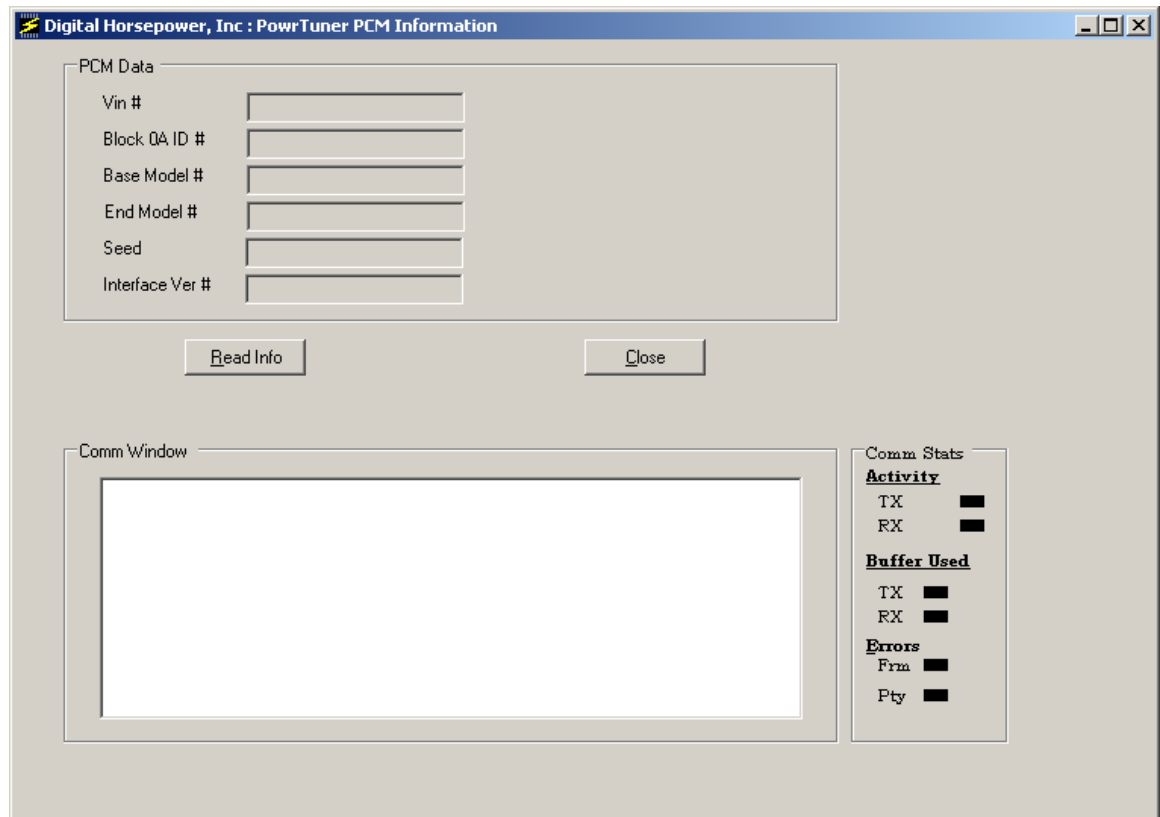 Digital Horsepower, Inc : PowrTuner PCM Information
PCM Data
Vin #
Block 0A ID #
Base Model #
End Model #
Seed
Interface Ver #
Read Info
Close
Comm Window
Comm Stats
Activity
TX
RX
Buffer Used
TX
RX
Errors
Frm
Pty